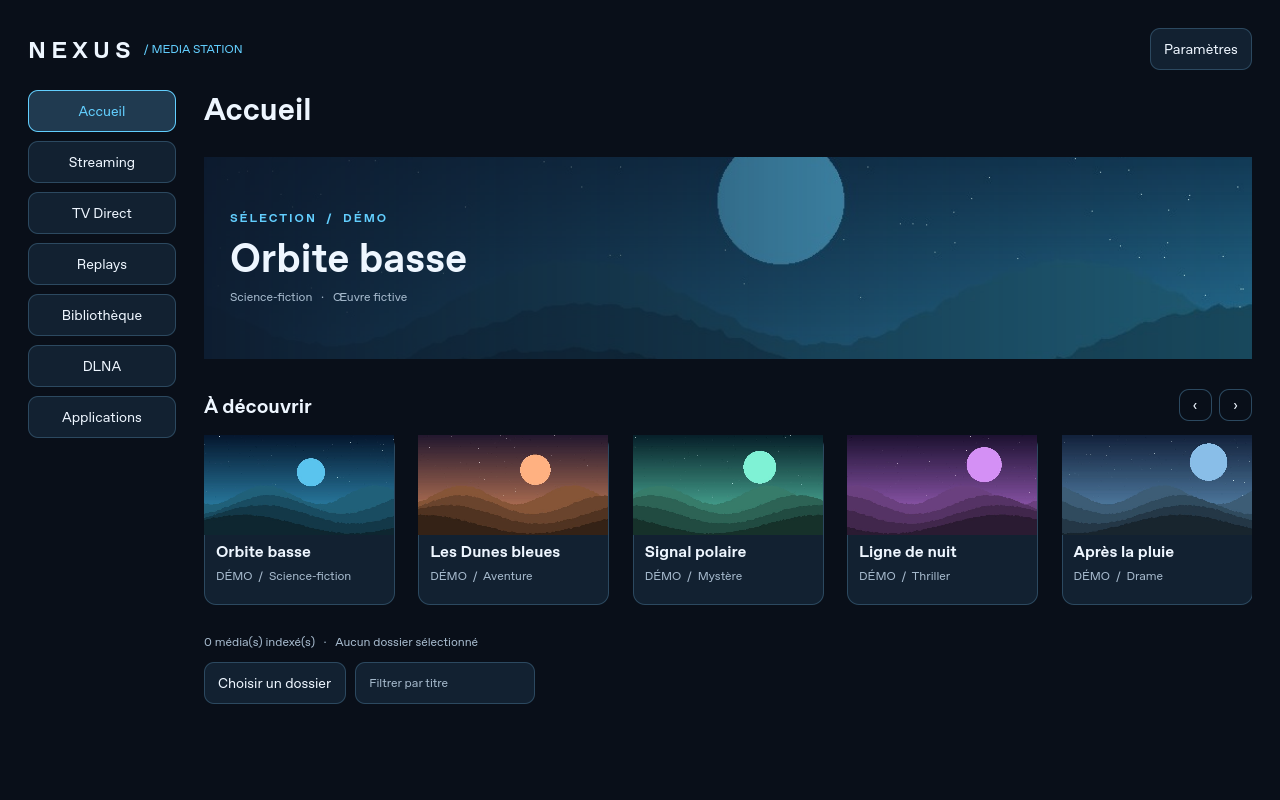 NEXUS / MEDIA STATION
Paramètres
Accueil
Streaming
TV Direct
Replays
Bibliothèque
DLNA
Applications
Accueil
SÉLECTION / DÉMO
Orbite basse
Science-fiction · Œuvre fictive
À découvrir
‹ ›
Orbite basse
DÉMO / Science-fiction
Les Dunes bleues
DÉMO / Aventure
Signal polaire
DÉMO / Mystère
Ligne de nuit
DÉMO / Thriller
Après la pluie
DÉMO / Drame
0 média(s) indexé(s) · Aucun dossier sélectionné
Choisir un dossier
Filtrer par titre